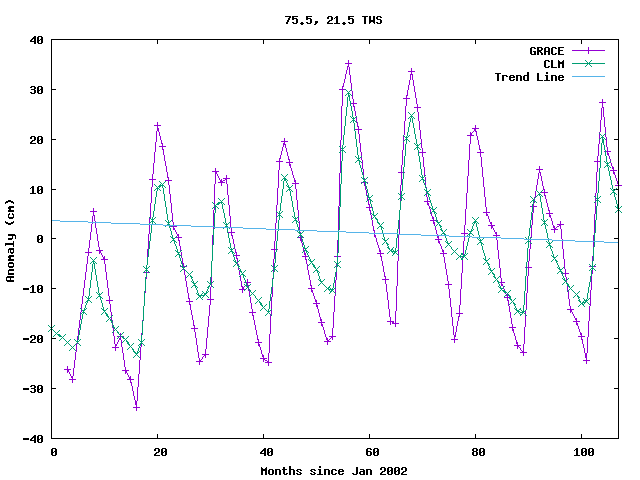 75.5, 21.5 TWS
GRACE
CLM
Trend Line
Anomaly (cm)
40
30
20
10
0
-10
-20
-30
-40
0 20 40 60 80 100
Months since Jan 2002